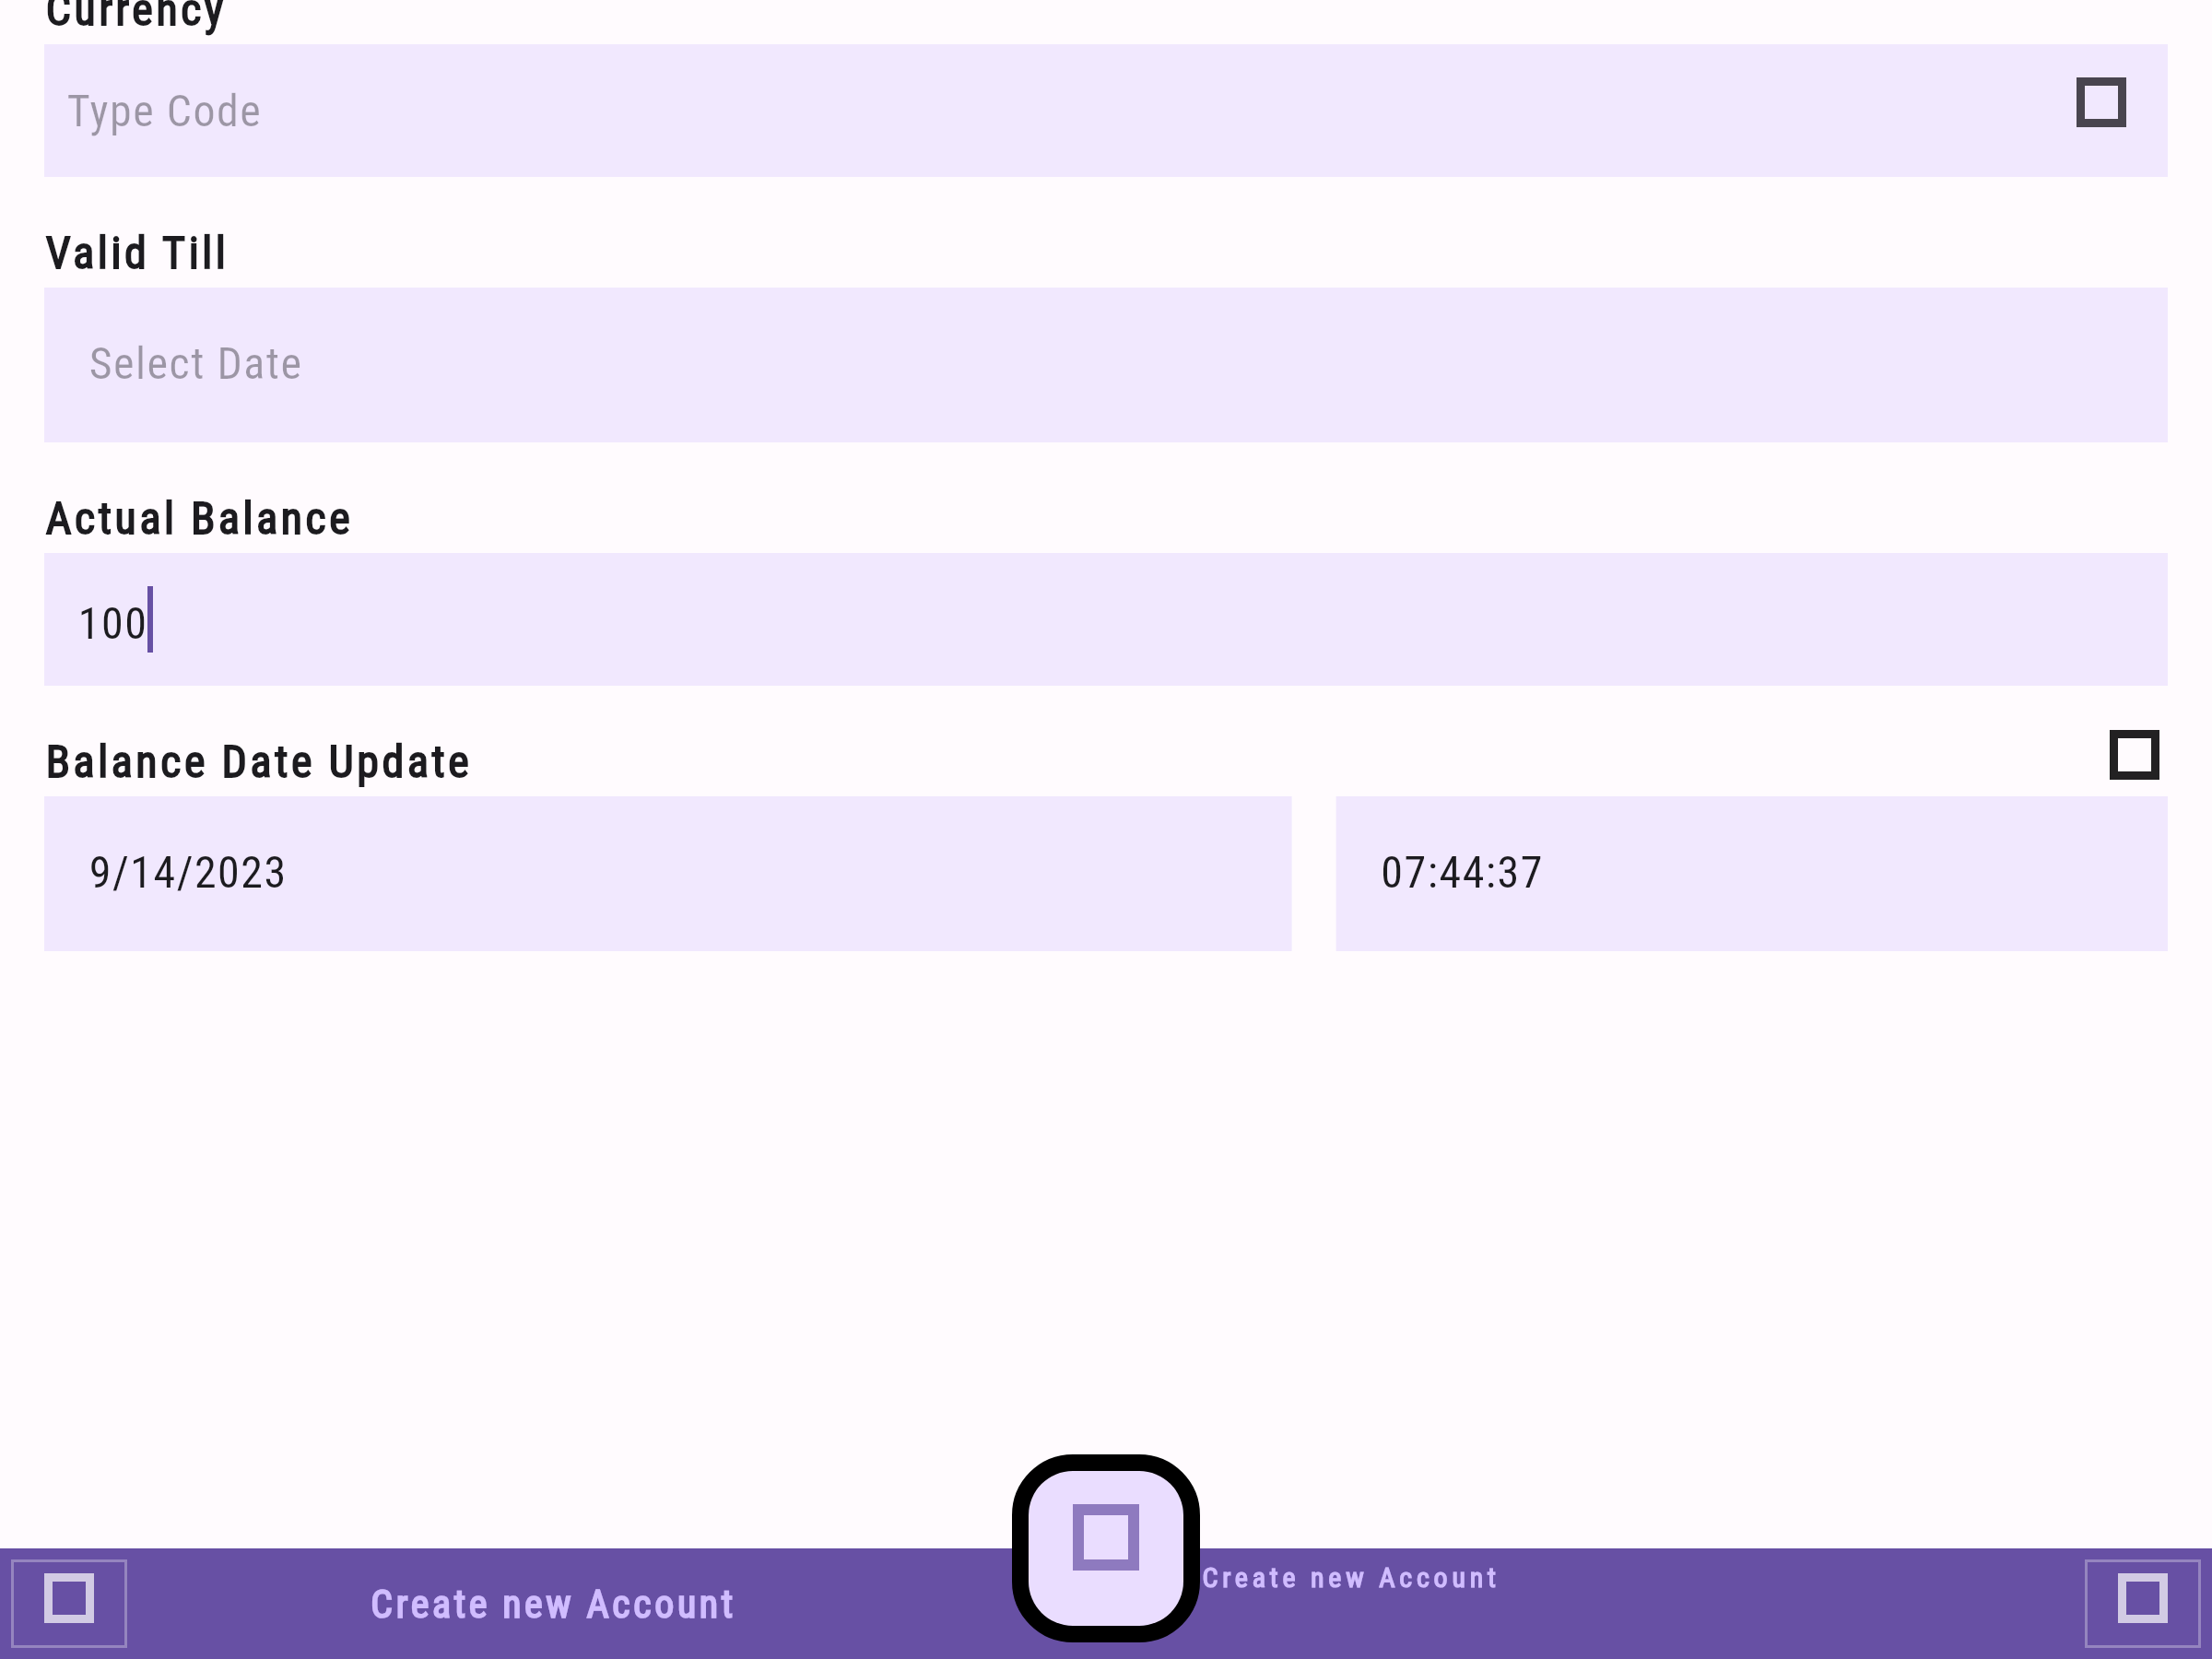 Currency
Type Code
Valid Till
Select Date
Actual Balance
100
Balance Date Update
9/14/2023
07:44:37
Create new Account
Create new Account